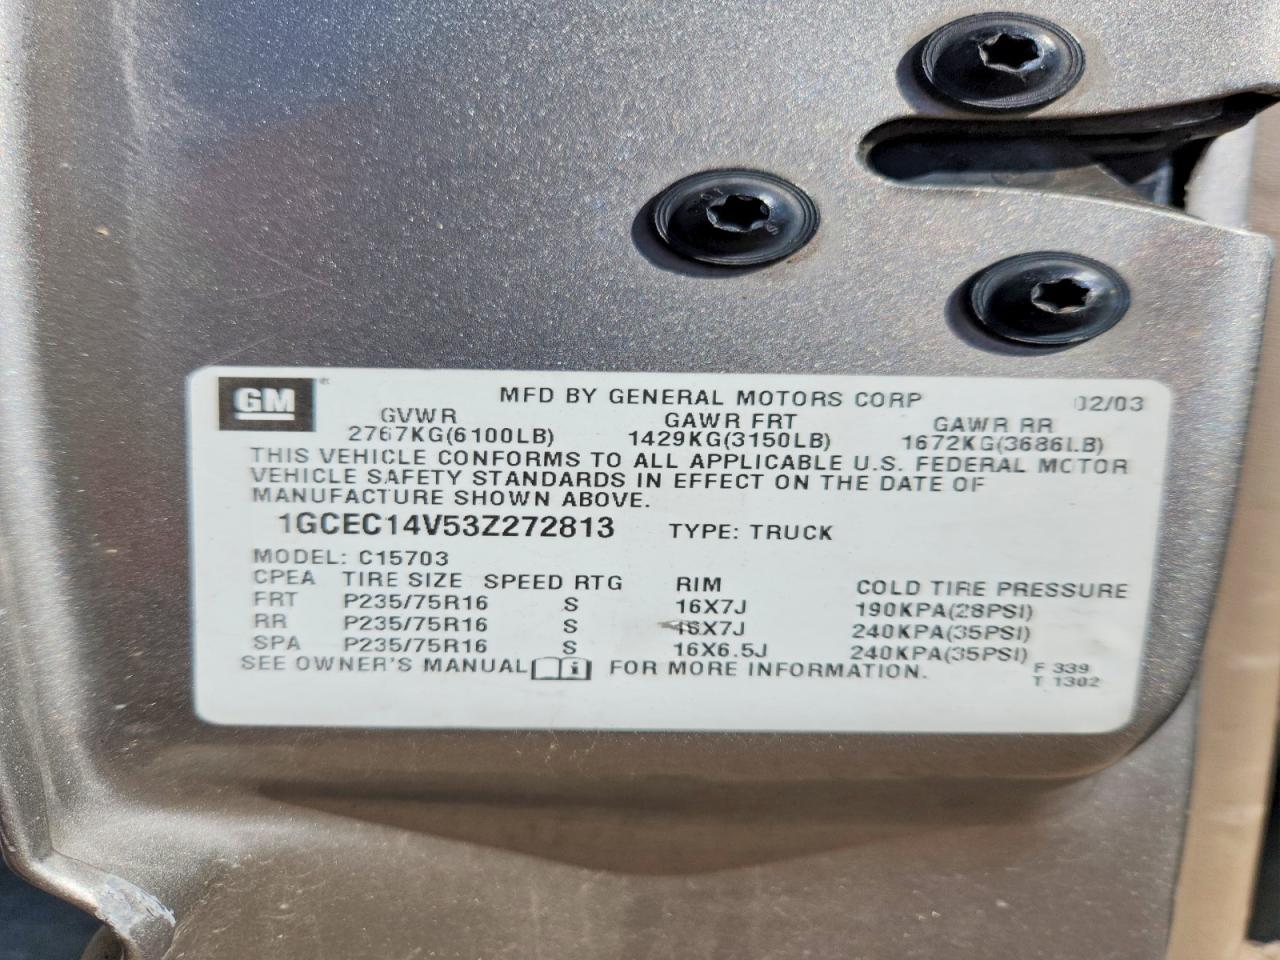 GM
MFD BY GENERAL MOTORS CORP 02/03
GVWR GAWR FRT GAWR RR
2767KG(6100LB) 1429KG(3150LB) 1672KG(3686LB)
THIS VEHICLE CONFORMS TO ALL APPLICABLE U.S. FEDERAL MOTOR
VEHICLE SAFETY STANDARDS IN EFFECT ON THE DATE OF
MANUFACTURE SHOWN ABOVE.
1GCEC14V53Z272813 TYPE: TRUCK
MODEL: C15703
CPEA TIRE SIZE SPEED RTG RIM COLD TIRE PRESSURE
FRT P235/75R16 S 16X7J 190KPA(28PSI)
RR P235/75R16 S 16X7J 240KPA(35PSI)
SPA P235/75R16 S 16X6.5J 240KPA(35PSI)
SEE OWNER'S MANUAL FOR MORE INFORMATION.
F 339
T 1302